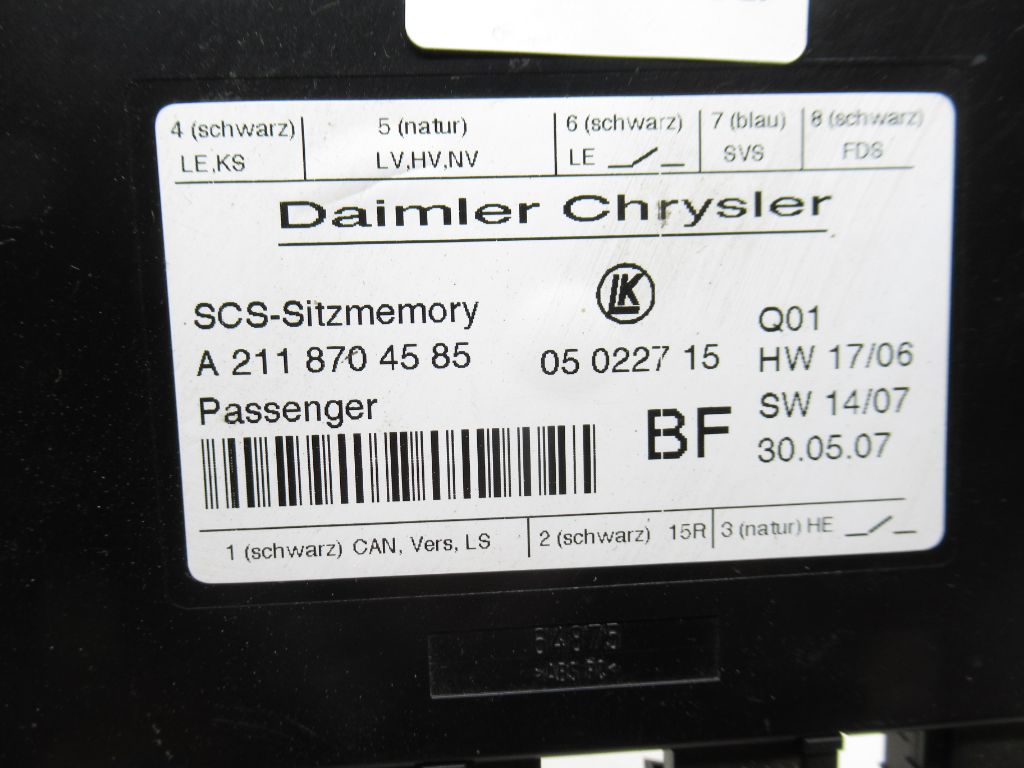 4 (schwarz) 5 (natur) 6 (schwarz) 7 (blau) 8 (schwarz)
LE,KS LV,HV,NV LE SVS FDS
Daimler Chrysler
LK
SCS-Sitzmemory Q01
A 211 870 45 85 05 0227 15 HW 17/06
Passenger BF SW 14/07
30.05.07
1 (schwarz) CAN, Vers, LS 2 (schwarz) 15R 3 (natur) HE
648175